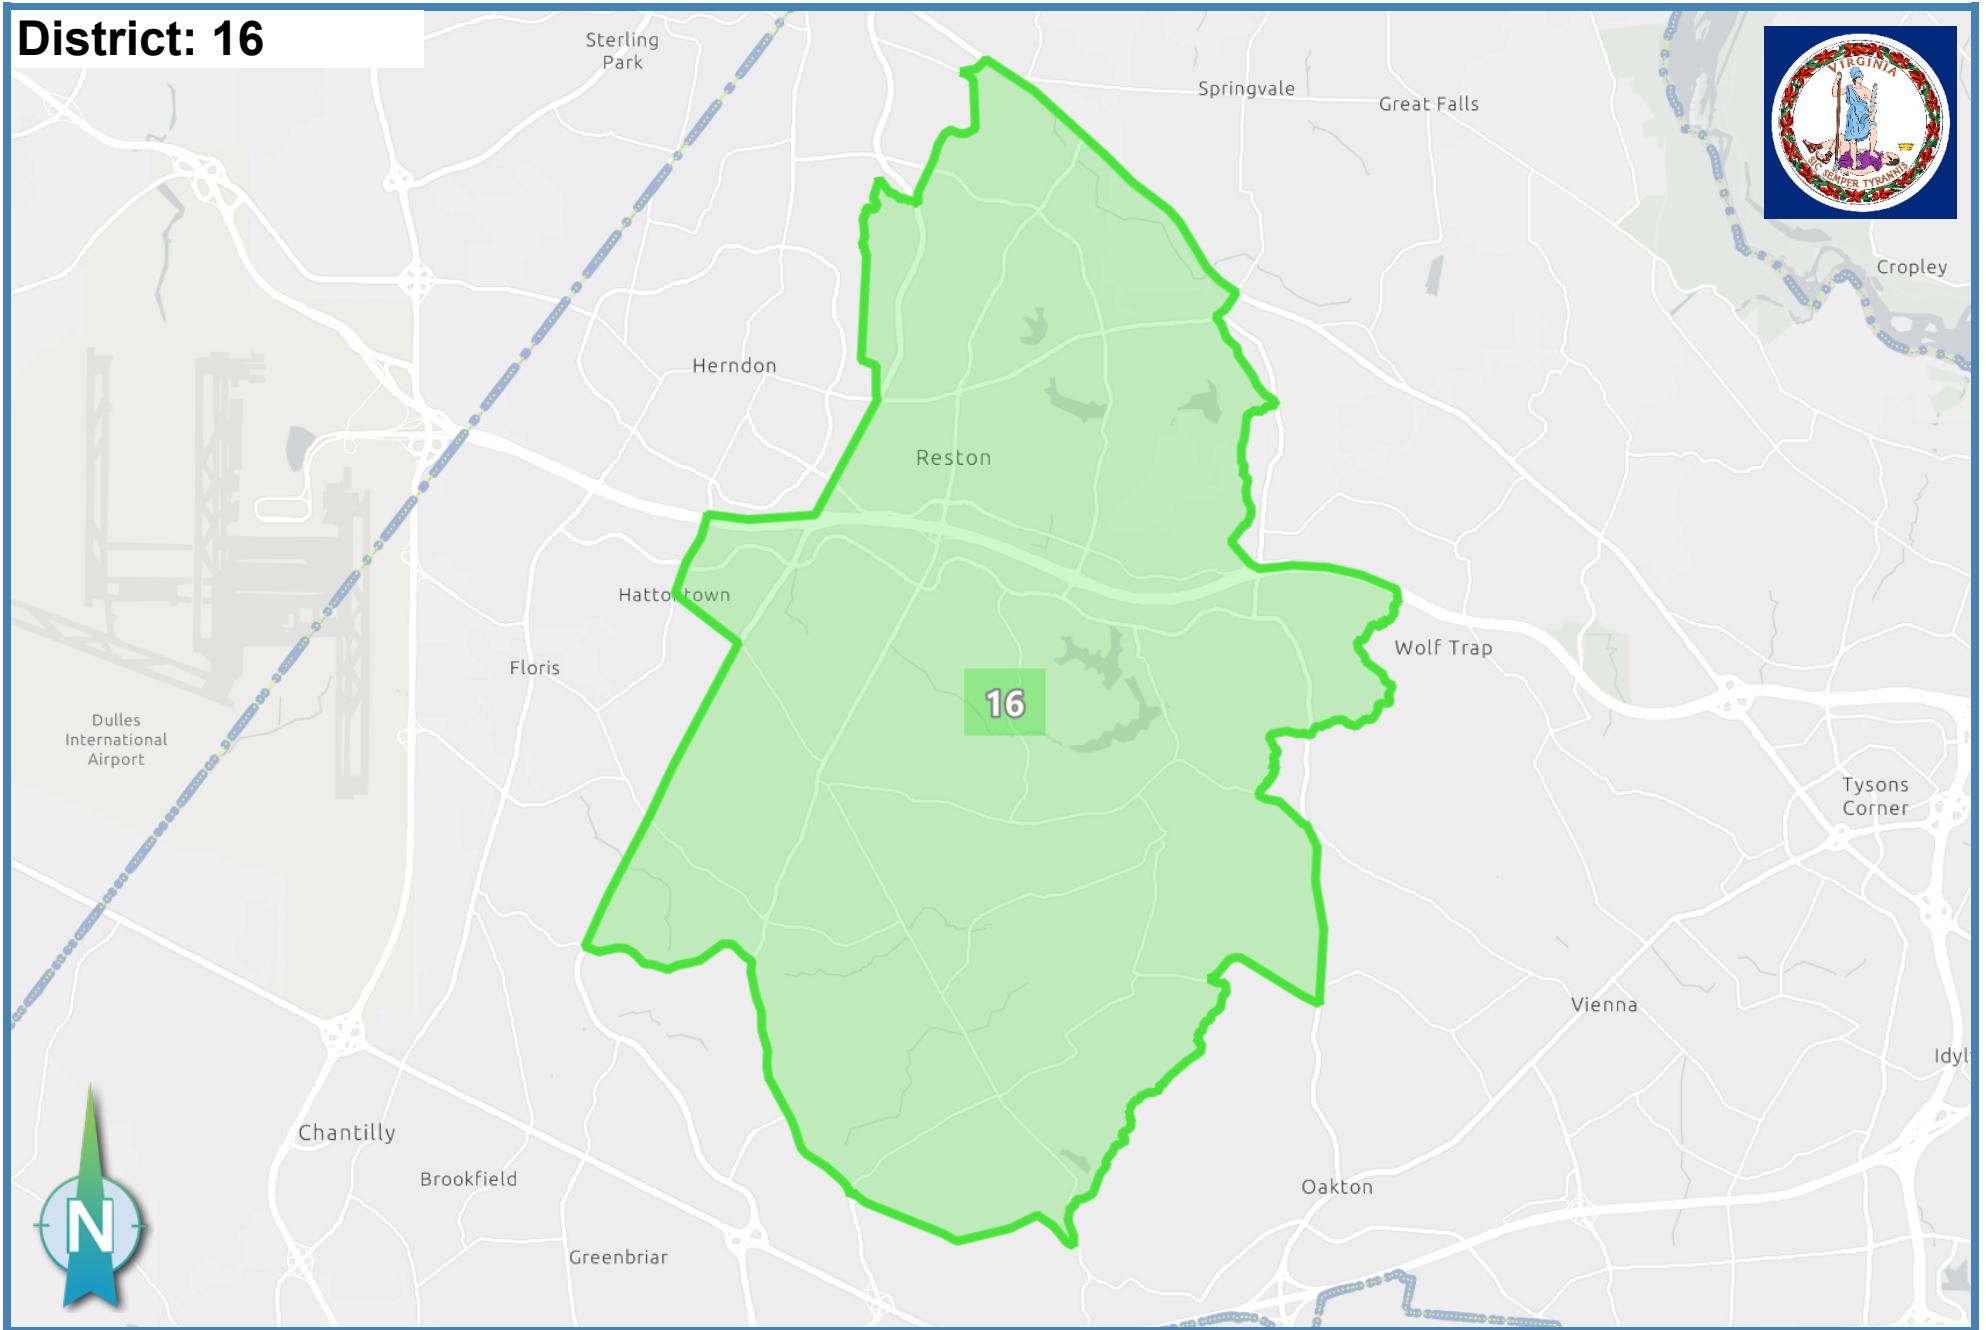 District: 16
Sterling
Park
Springvale
Great Falls
VIRGINIA
SIC SEMPER TYRANNIS
Cropley
Herndon
Reston
Hattontown
Wolf Trap
Floris
16
Dulles
International
Airport
Tysons
Corner
Vienna
Idyl
Chantilly
Brookfield
Oakton
N
Greenbriar